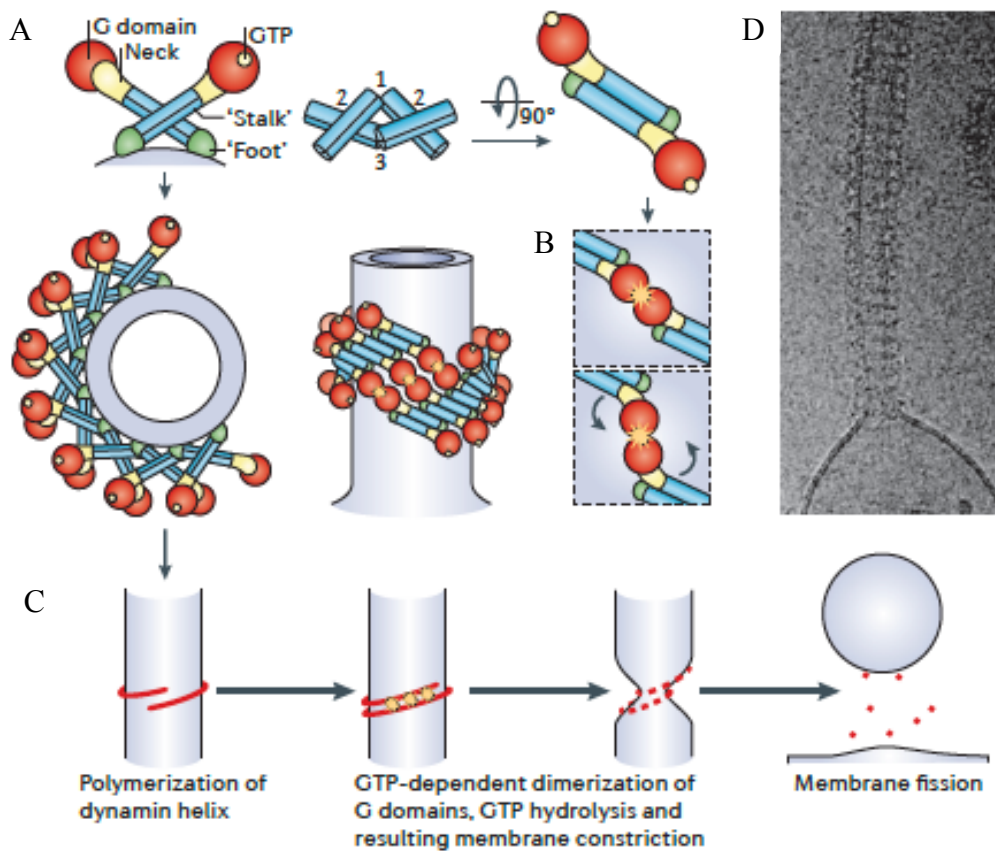 A
G domain
Neck
GTP
'Stalk'
'Foot'
1
2
2
3
90°
D
B
C
Polymerization of
dynamin helix
GTP-dependent dimerization of
G domains, GTP hydrolysis and
resulting membrane constriction
Membrane fission